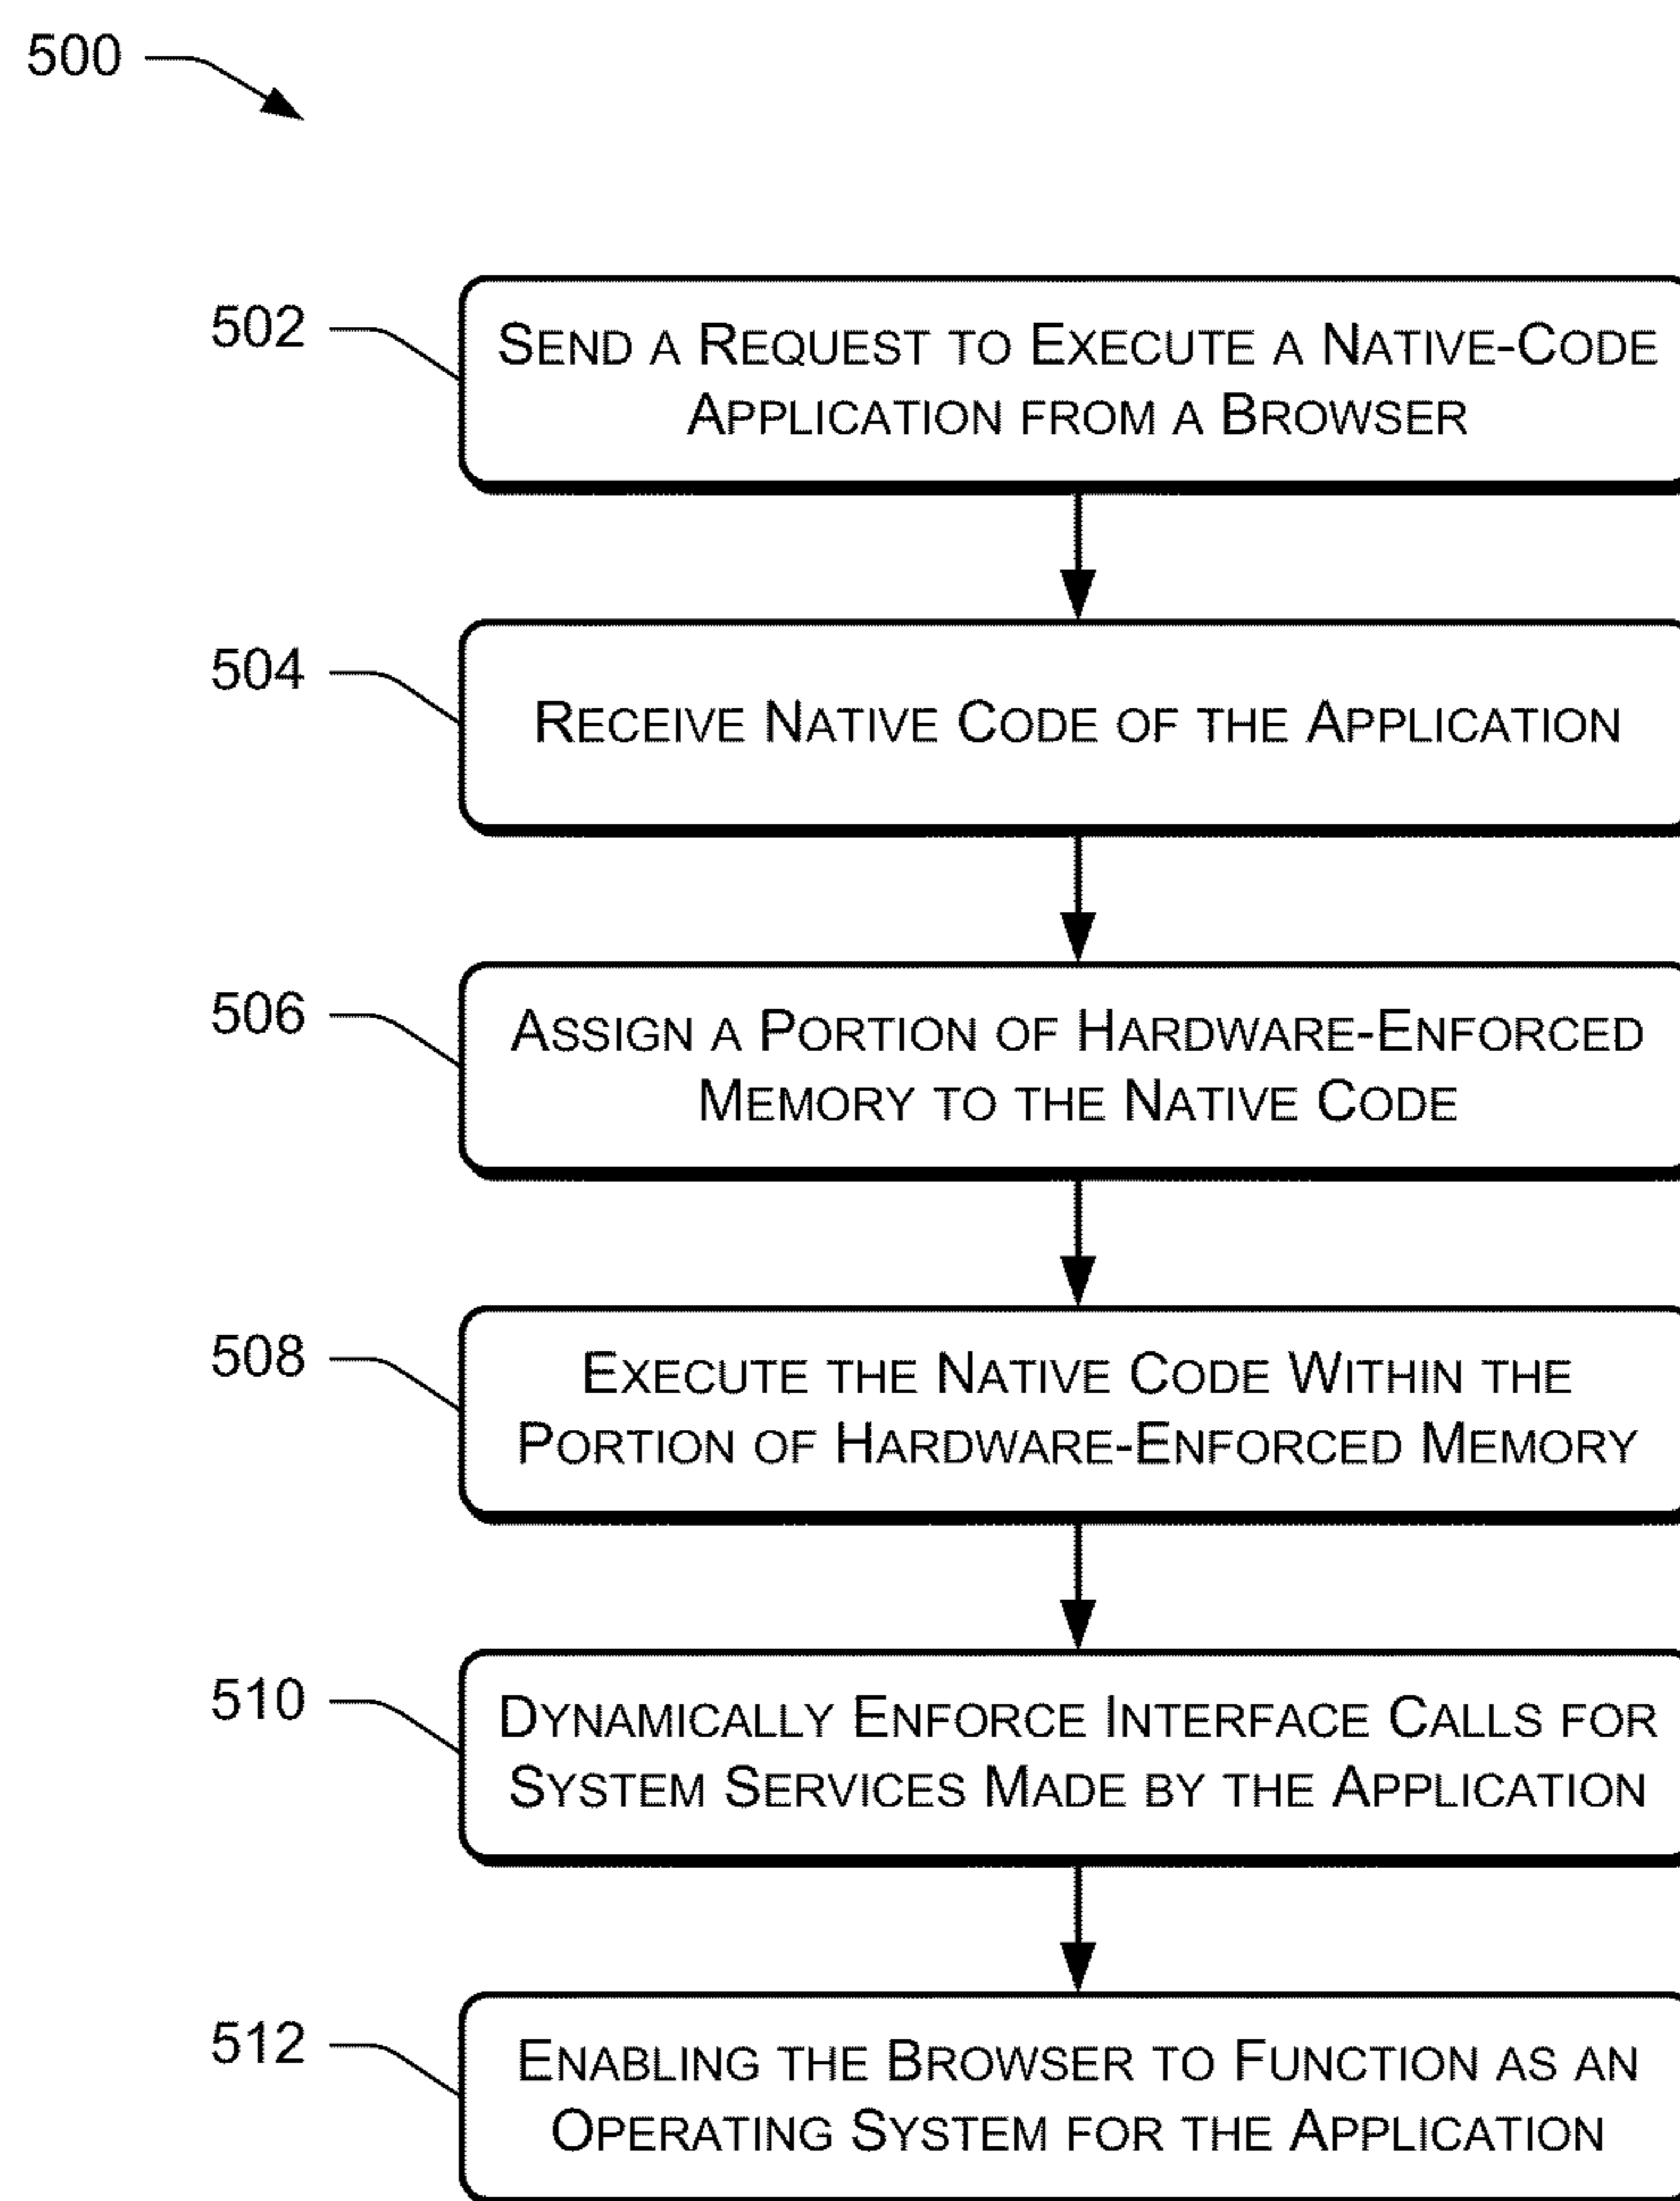 500
502
SEND A REQUEST TO EXECUTE A NATIVE-CODE
APPLICATION FROM A BROWSER
504
RECEIVE NATIVE CODE OF THE APPLICATION
506
ASSIGN A PORTION OF HARDWARE-ENFORCED
MEMORY TO THE NATIVE CODE
508
EXECUTE THE NATIVE CODE WITHIN THE
PORTION OF HARDWARE-ENFORCED MEMORY
510
DYNAMICALLY ENFORCE INTERFACE CALLS FOR
SYSTEM SERVICES MADE BY THE APPLICATION
512
ENABLING THE BROWSER TO FUNCTION AS AN
OPERATING SYSTEM FOR THE APPLICATION